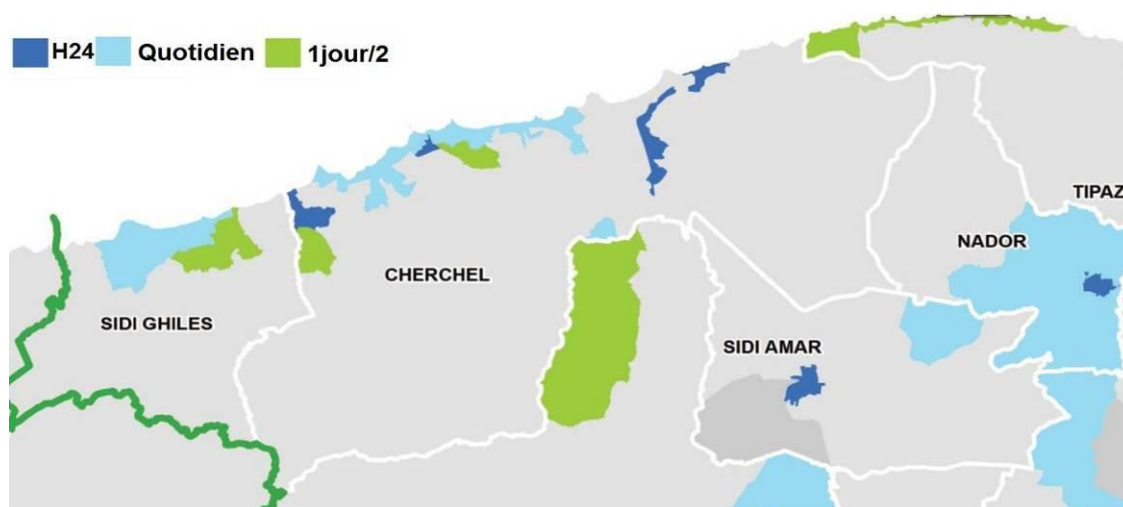 H24 Quotidien 1jour/2
TIPAZ
NADOR
CHERCHEL
SIDI GHILES
SIDI AMAR